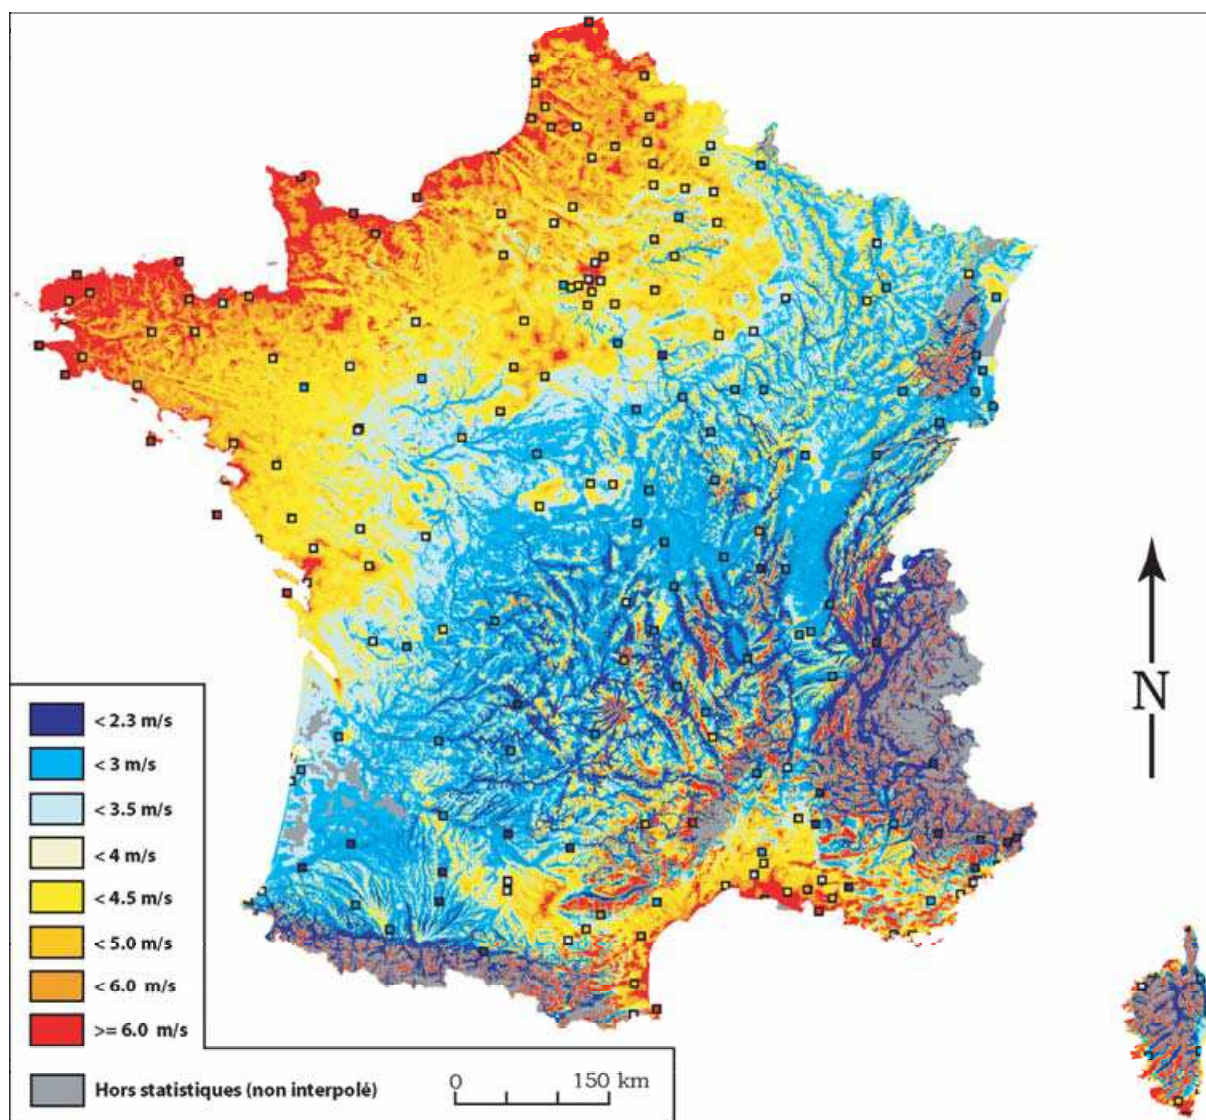 < 2.3 m/s
< 3 m/s
< 3.5 m/s
< 4 m/s
< 4.5 m/s
< 5.0 m/s
< 6.0 m/s
>= 6.0 m/s
Hors statistiques (non interpolé)
0 150 km
N